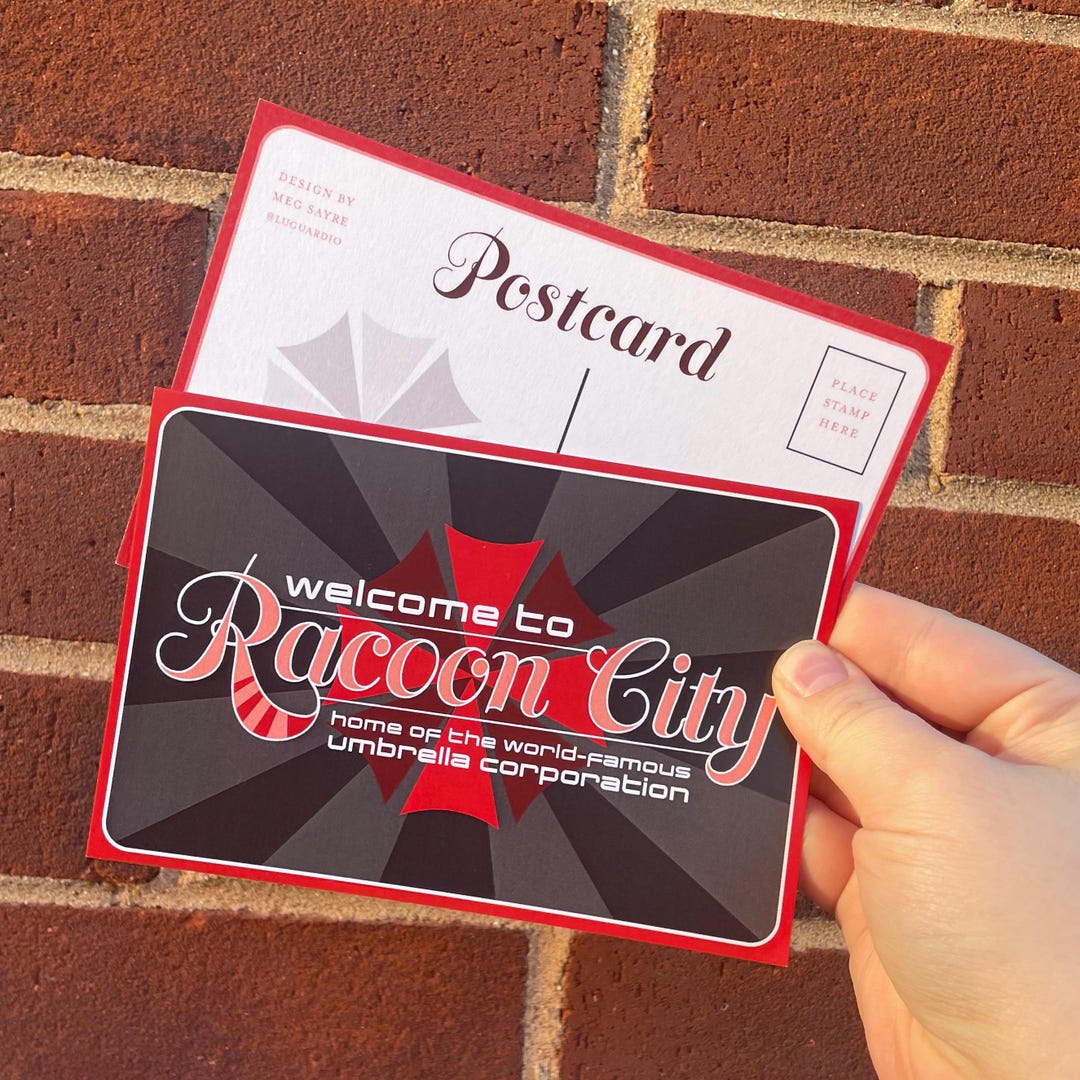 DESIGN BY
MEG SAYRE
@LUGUARDIO
Postcard
PLACE
STAMP
HERE
welcome to
Racoon City
home of the world-famous
umbrella corporation